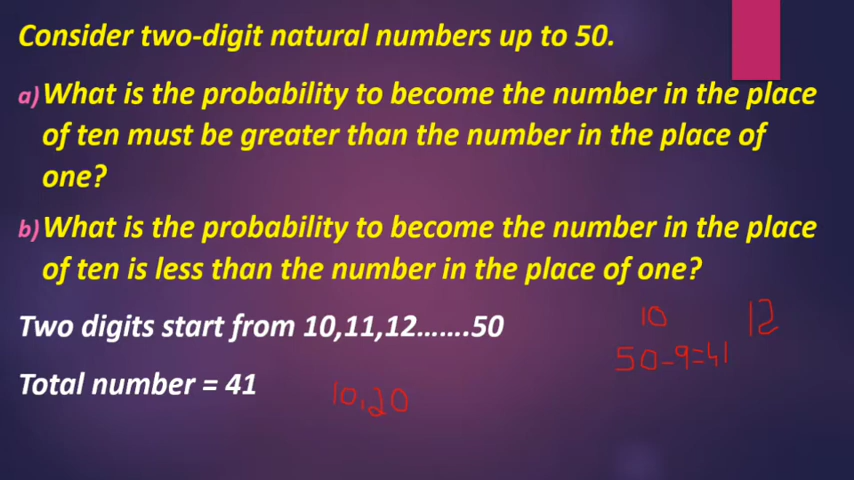 Consider two-digit natural numbers up to 50.
a) What is the probability to become the number in the place
of ten must be greater than the number in the place of
one?
b) What is the probability to become the number in the place
of ten is less than the number in the place of one?
Two digits start from 10,11,12…….50
10
12
50-9=41
Total number = 41
10,20